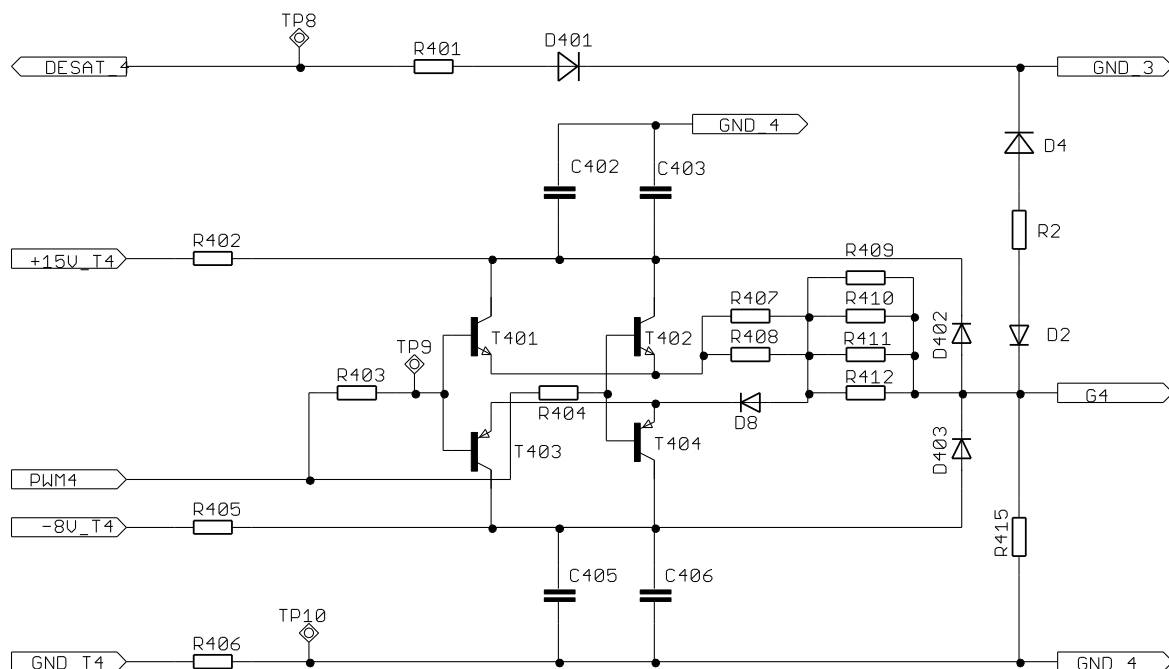 TP8
R401
D401
DESAT_4
GND_3
GND_4
D4
C402
C403
R402
R2
+15V_T4
R409
R407
R410
T401
T402
D402
D2
TP9
R408
R411
R403
R412
R404
G4
D8
T403
T404
D403
PWM4
R405
-8V_T4
R415
C405
C406
TP10
R406
GND_T4
GND_4